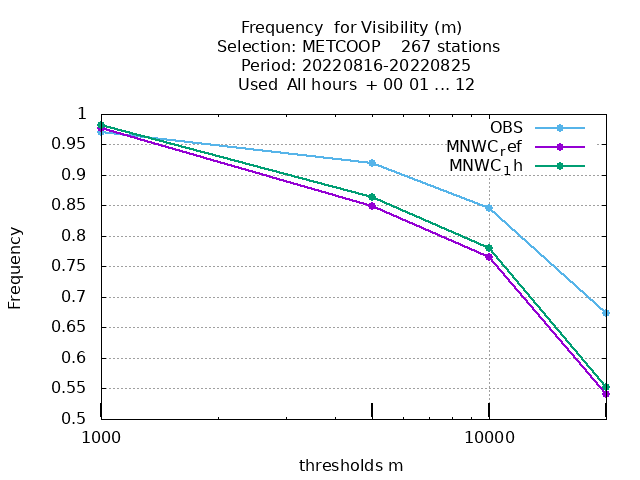 Frequency for Visibility (m)
Selection: METCOOP 267 stations
Period: 20220816-20220825
Used All hours + 00 01 ... 12
1
0.95
0.9
0.85
0.8
0.75
0.7
0.65
0.6
0.55
0.5
Frequency
OBS
MNWCref
MNWC1h
1000
10000
thresholds m